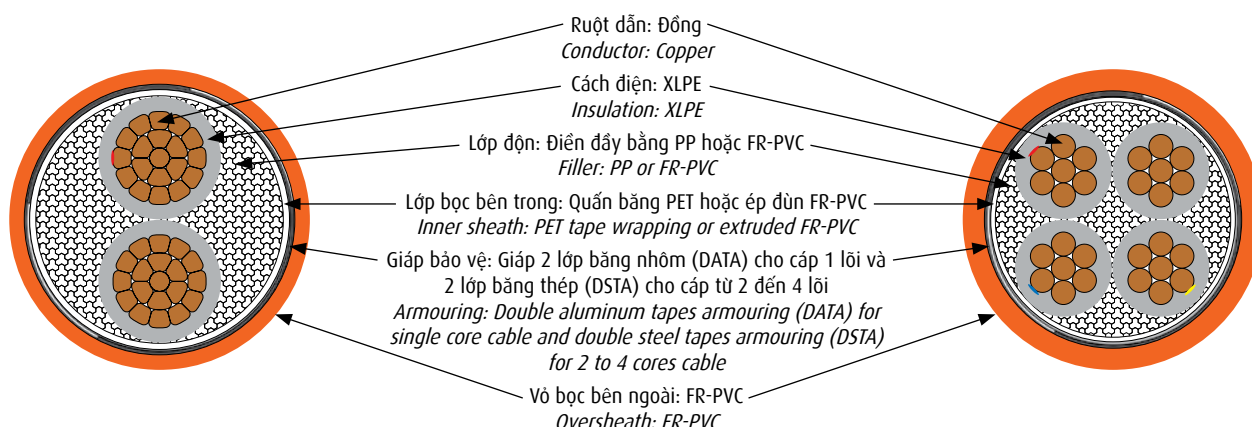 Ruột dẫn: Đồng
Conductor: Copper
Cách điện: XLPE
Insulation: XLPE
Lớp độn: Điền đầy bằng PP hoặc FR-PVC
Filler: PP or FR-PVC
Lớp bọc bên trong: Quấn băng PET hoặc ép đùn FR-PVC
Inner sheath: PET tape wrapping or extruded FR-PVC
Giáp bảo vệ: Giáp 2 lớp băng nhôm (DATA) cho cáp 1 lõi và
2 lớp băng thép (DSTA) cho cáp từ 2 đến 4 lõi
Armouring: Double aluminum tapes armouring (DATA) for
single core cable and double steel tapes armouring (DSTA)
for 2 to 4 cores cable
Vỏ bọc bên ngoài: FR-PVC
Oversheath: FR-PVC